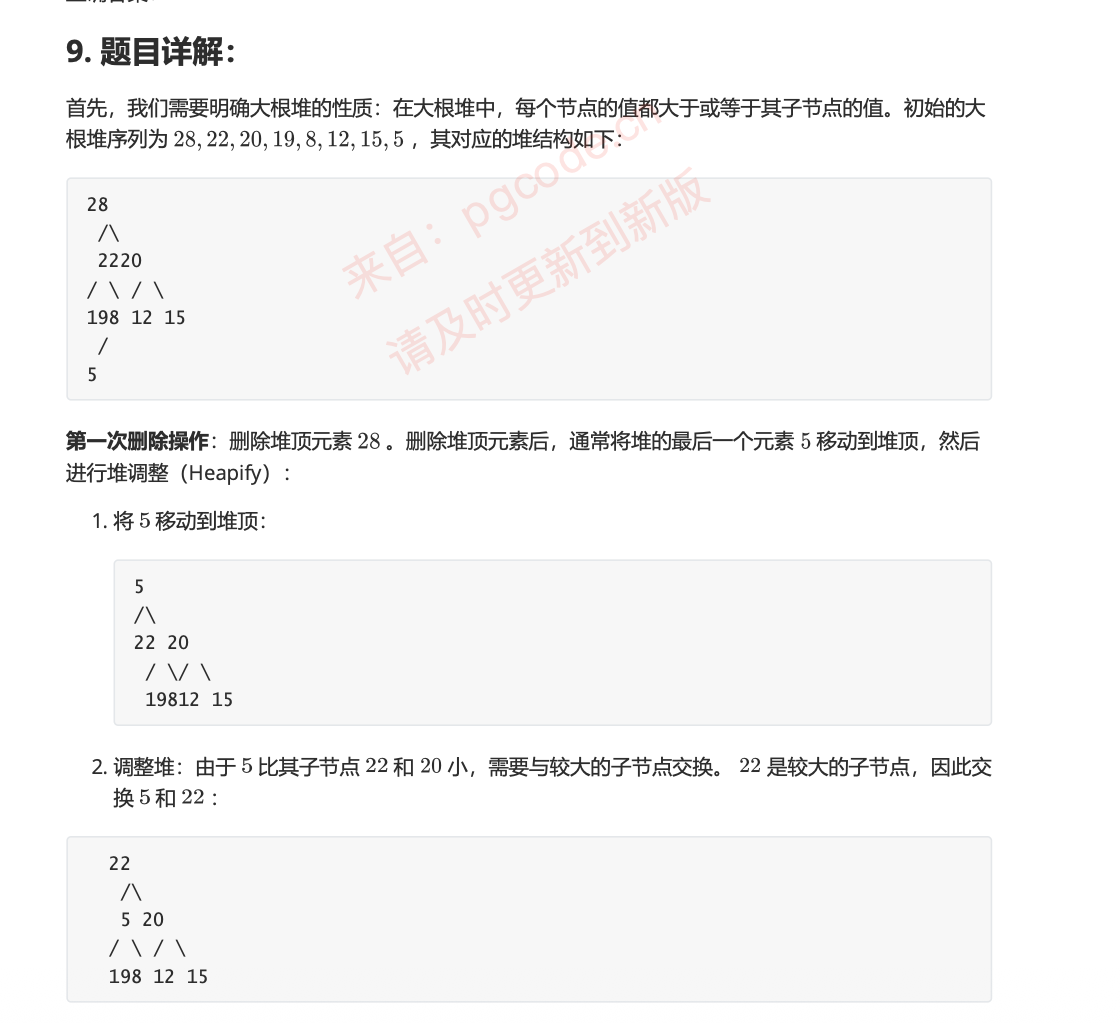 9. 题目详解：
首先，我们需要明确大根堆的性质：在大根堆中，每个节点的值都大于或等于其子节点的值。初始的大
根堆序列为 28, 22, 20, 19, 8, 12, 15, 5 ，其对应的堆结构如下：
来自：pgcode.cn
请及时更新到新版
28
 /\
 2220
/ \ / \
198 12 15
 /
5
第一次删除操作：删除堆顶元素 28 。删除堆顶元素后，通常将堆的最后一个元素 5 移动到堆顶，然后
进行堆调整（Heapify）：
1. 将 5 移动到堆顶：
5
/\
22 20
 / \/ \
 19812 15
2. 调整堆：由于 5 比其子节点 22 和 20 小，需要与较大的子节点交换。 22 是较大的子节点，因此交
换 5 和 22 ：
22
 /\
 5 20
/ \ / \
198 12 15